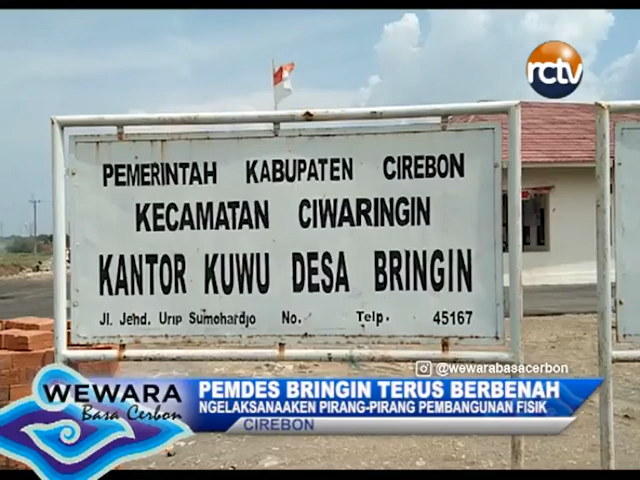 rctv
PEMERINTAH KABUPATEN CIREBON
KECAMATAN CIWARINGIN
KANTOR KUWU DESA BRINGIN
Jl. Jend. Urip Sumohardjo No. Telp. 45167
@wewarabasacerbon
WEWARA
Basa Cerbon
PEMDES BRINGIN TERUS BERBENAH
NGELAKSANAAKEN PIRANG-PIRANG PEMBANGUNAN FISIK
CIREBON